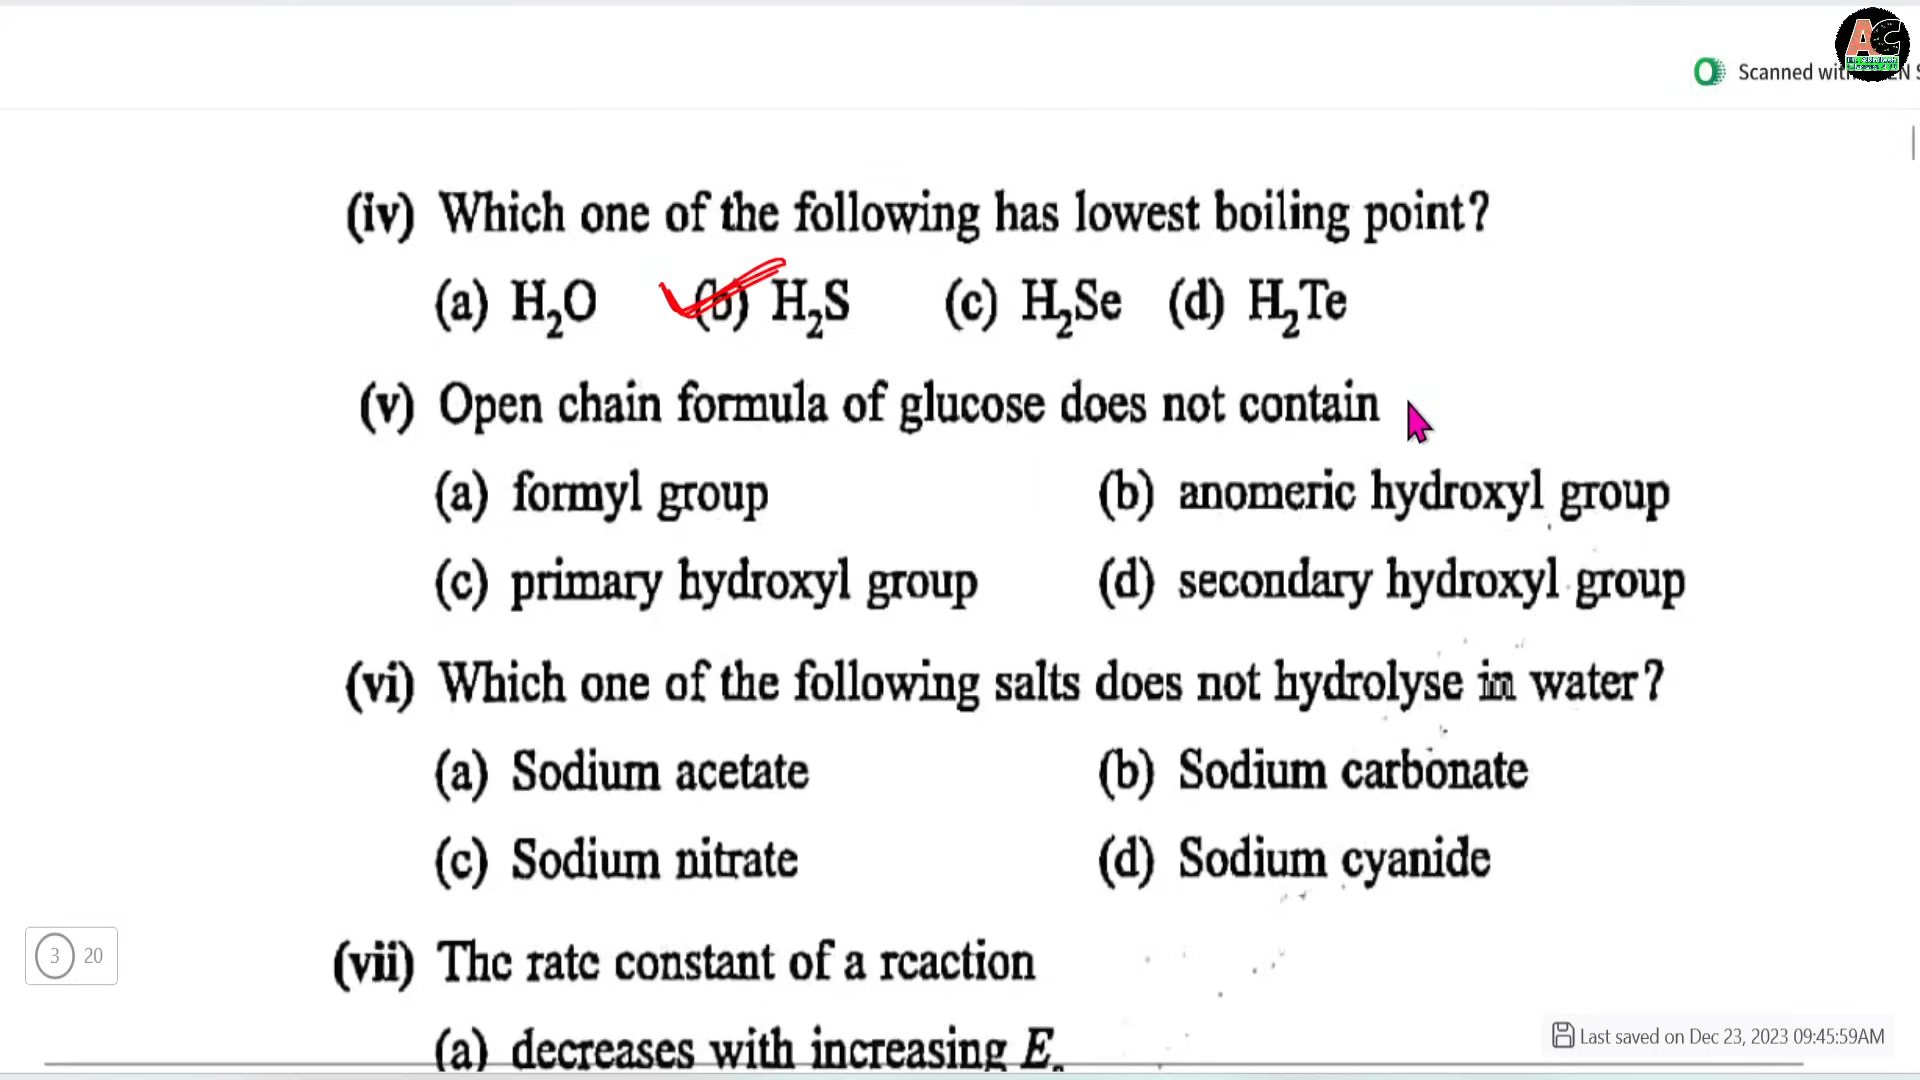 AC
Scanned with
(iv) Which one of the following has lowest boiling point?
(a) H₂O (b) H₂S (c) H₂Se (d) H₂Te
(v) Open chain formula of glucose does not contain
(a) formyl group (b) anomeric hydroxyl group
(c) primary hydroxyl group (d) secondary hydroxyl group
(vi) Which one of the following salts does not hydrolyse in water?
(a) Sodium acetate (b) Sodium carbonate
(c) Sodium nitrate (d) Sodium cyanide
3 20
(vii) The rate constant of a reaction
(a) decreases with increasing E
Last saved on Dec 23, 2023 09:45:59AM